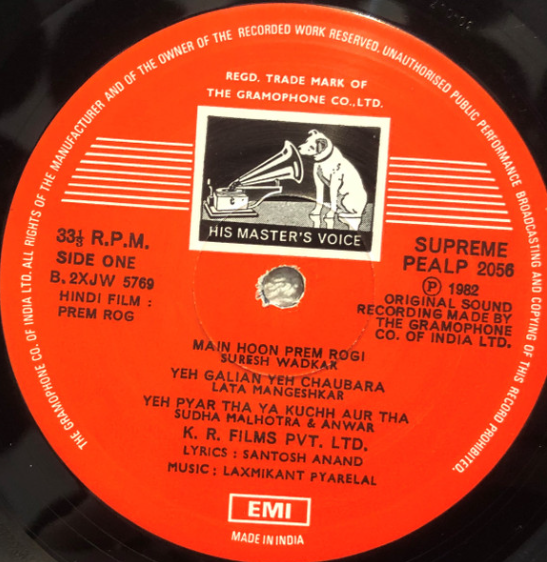 THE GRAMOPHONE CO. OF INDIA LTD. ALL RIGHTS OF THE MANUFACTURER AND OF THE OWNER OF THE RECORDED WORK RESERVED. UNAUTHORISED PUBLIC PERFORMANCE BROADCASTING AND COPYING OF THIS RECORD PROHIBITED.
REGD. TRADE MARK OF
THE GRAMOPHONE CO., LTD.
HIS MASTER'S VOICE
33⅓ R.P.M.
SIDE ONE
B. 2XJW 5769
HINDI FILM :
PREM ROG
SUPREME
PEALP 2056
Ⓟ 1982
ORIGINAL SOUND
RECORDING MADE BY
THE GRAMOPHONE
CO. OF INDIA LTD.
MAIN HOON PREM ROGI
SURESH WADKAR
YEH GALIAN YEH CHAUBARA
LATA MANGESHKAR
YEH PYAR THA YA KUCHH AUR THA
SUDHA MALHOTRA & ANWAR
K. R. FILMS PVT. LTD.
LYRICS : SANTOSH ANAND
MUSIC : LAXMIKANT PYARELAL
EMI
MADE IN INDIA